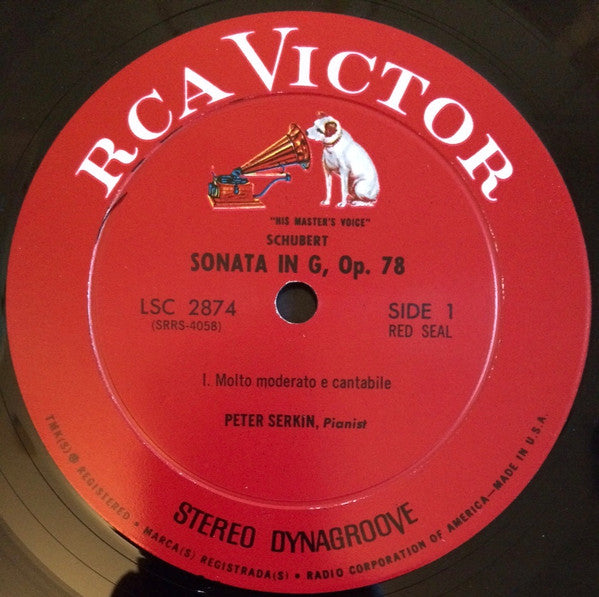 RCA VICTOR
"HIS MASTER'S VOICE"
SCHUBERT
SONATA IN G, Op. 78
LSC 2874
(SRRS-4058)
SIDE 1
RED SEAL
I. Molto moderato e cantabile
PETER SERKIN, Pianist
STEREO DYNAGROOVE
TMK(S) ® REGISTERED • MARCA(S) REGISTRADA(S) • RADIO CORPORATION OF AMERICA—MADE IN U.S.A.